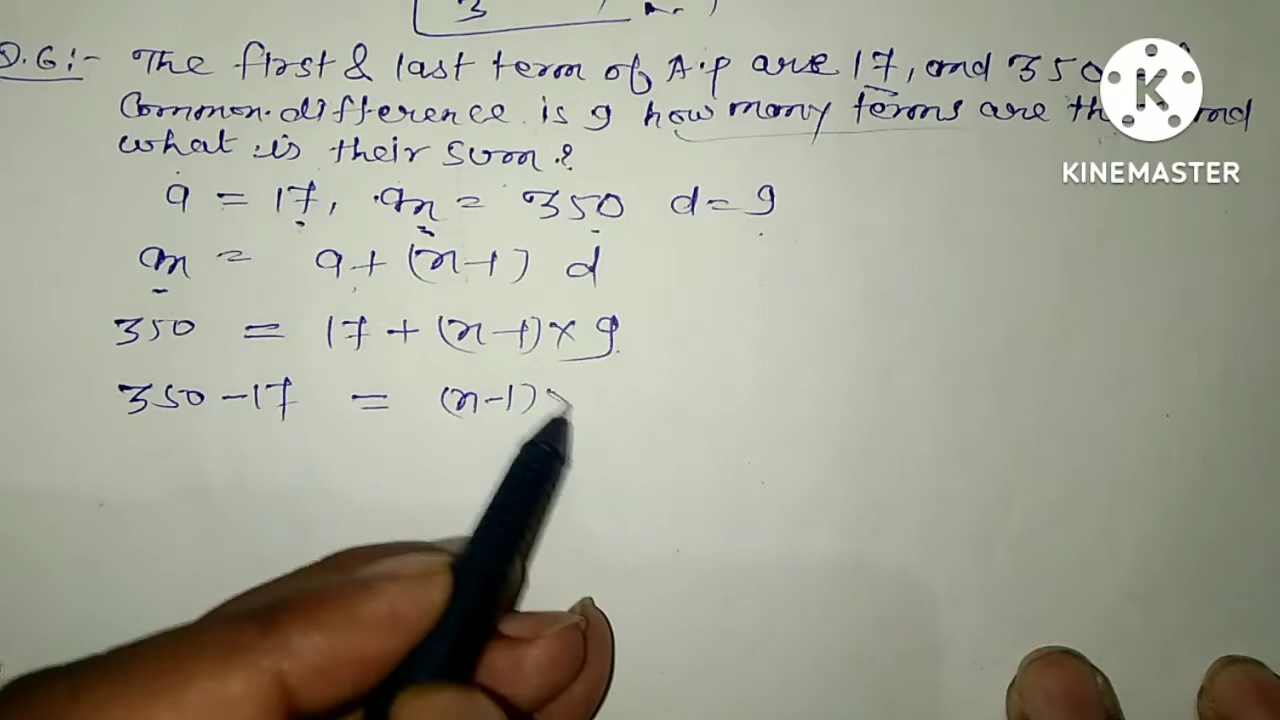 3
Q.6:- The first & last term of A.p are 17, and 350
Common.difference is 9 how many terms are
what is their sum?
a = 17, an = 350 d = 9
an = a + (n-1) d
350 = 17 + (n-1) x 9
350 - 17 = (n-1)
K
KINEMASTER